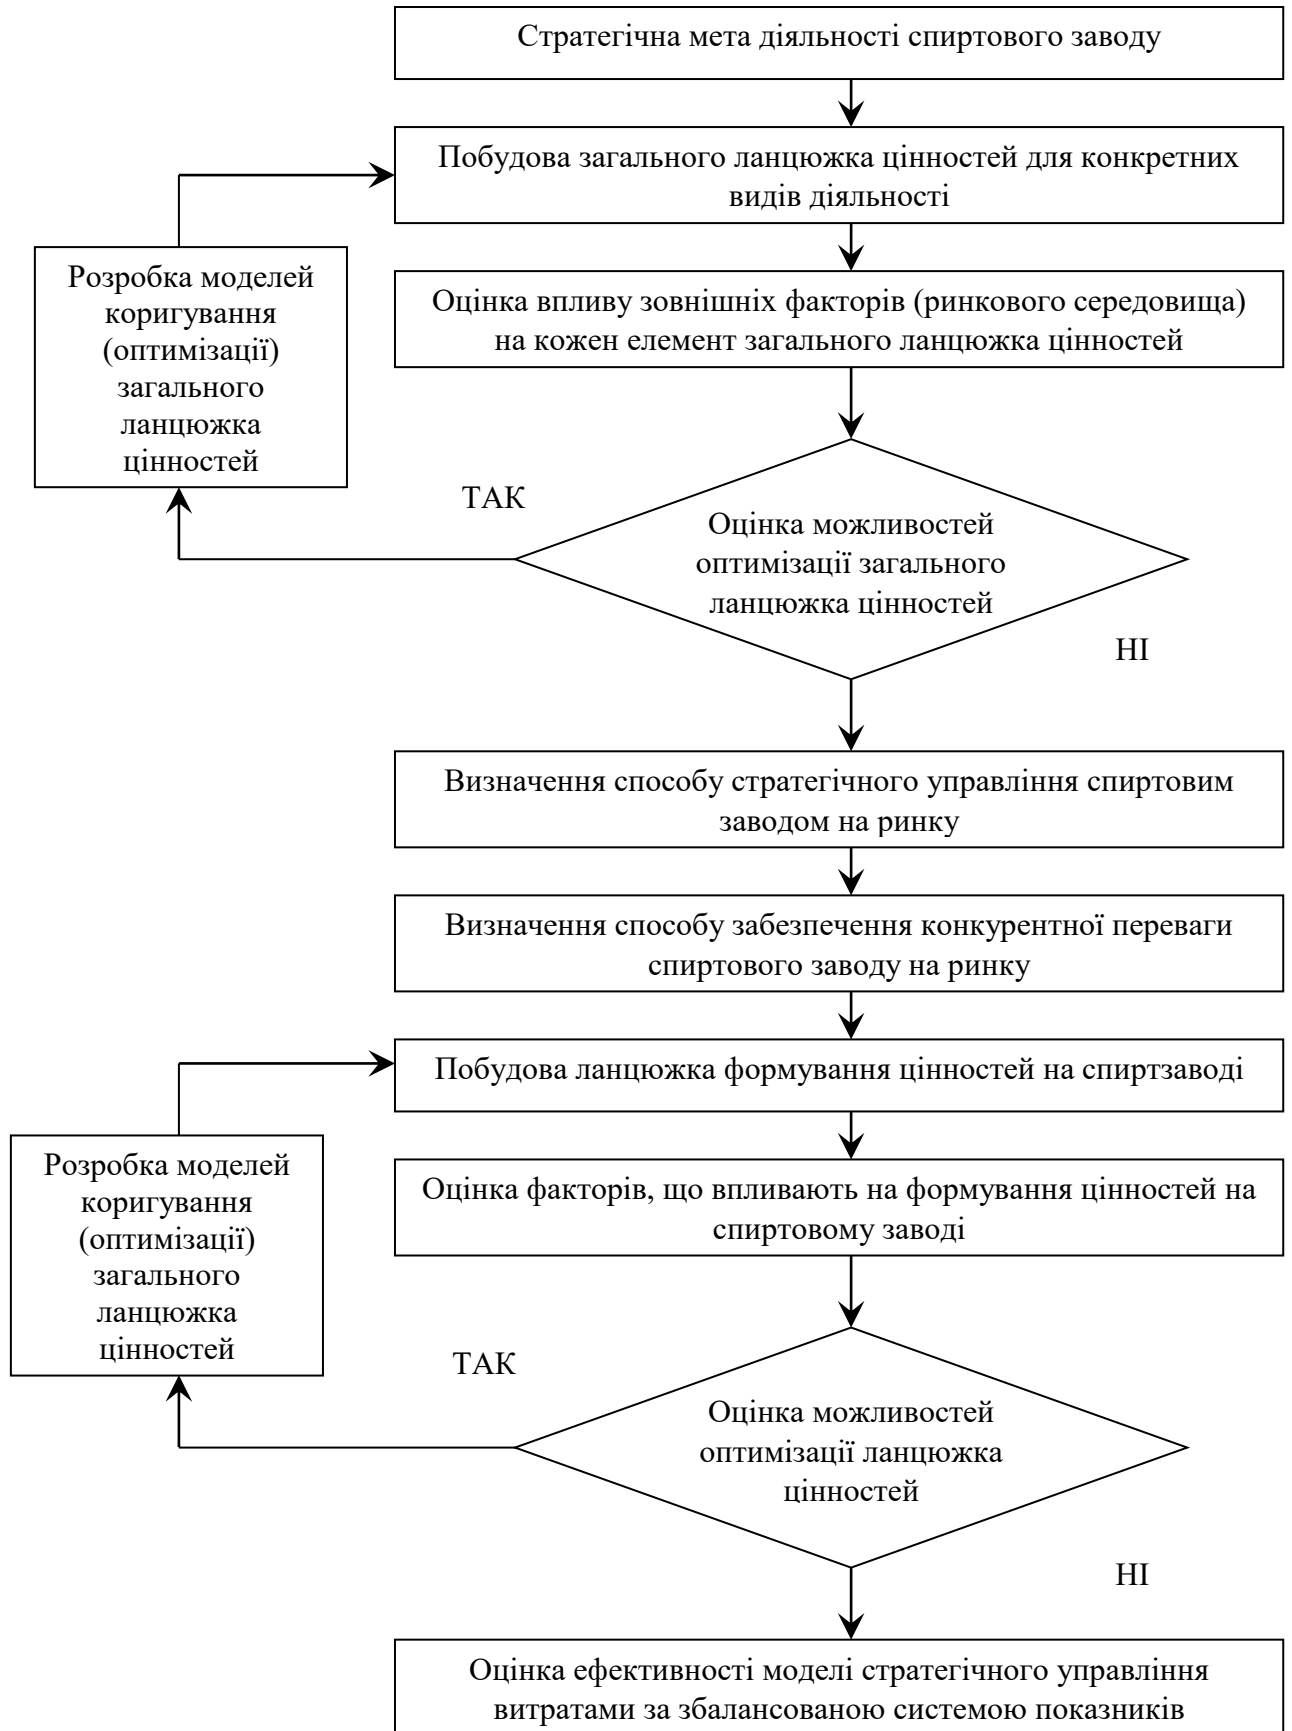 Стратегічна мета діяльності спиртового заводу
Побудова загального ланцюжка цінностей для конкретних
видів діяльності
Розробка моделей
коригування
(оптимізації)
загального
ланцюжка
цінностей
Оцінка впливу зовнішніх факторів (ринкового середовища)
на кожен елемент загального ланцюжка цінностей
ТАК
Оцінка можливостей
оптимізації загального
ланцюжка цінностей
НІ
Визначення способу стратегічного управління спиртовим
заводом на ринку
Визначення способу забезпечення конкурентної переваги
спиртового заводу на ринку
Побудова ланцюжка формування цінностей на спиртзаводі
Розробка моделей
коригування
(оптимізації)
загального
ланцюжка
цінностей
Оцінка факторів, що впливають на формування цінностей на
спиртовому заводі
ТАК
Оцінка можливостей
оптимізації ланцюжка
цінностей
НІ
Оцінка ефективності моделі стратегічного управління
витратами за збалансованою системою показників